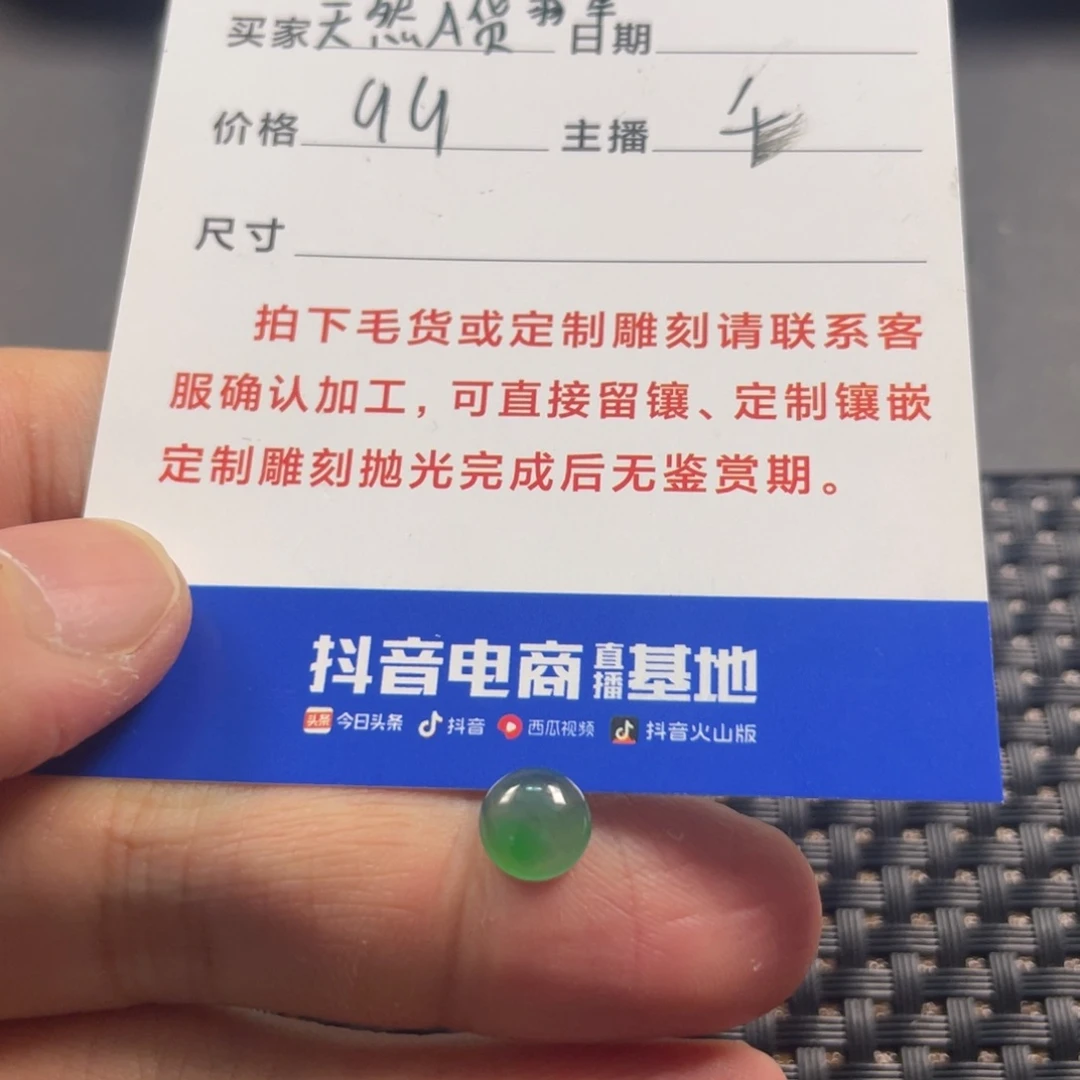 买家 天然A货翡翠 日期
价格 99 主播
尺寸
拍下毛货或定制雕刻请联系客
服确认加工，可直接留镶、定制镶嵌
定制雕刻抛光完成后无鉴赏期。
抖音电商直播基地
头条 今日头条 抖音 西瓜视频 抖音火山版